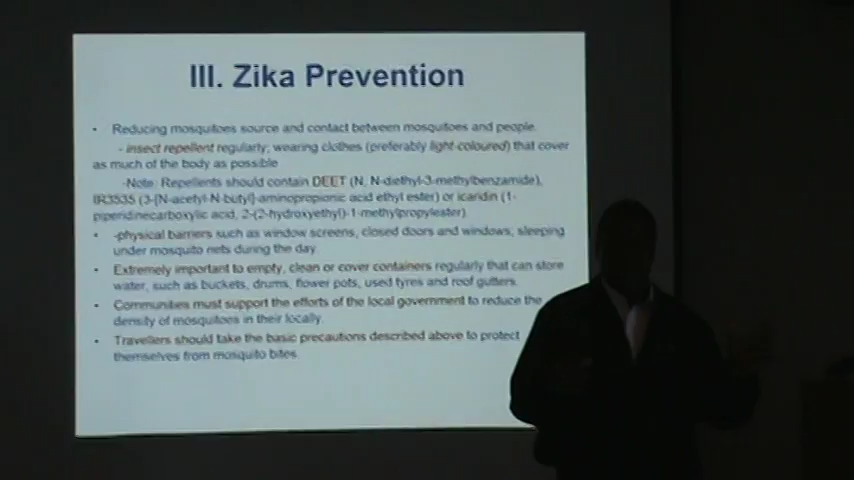 III. Zika Prevention
• Reducing mosquitoes source and contact between mosquitoes and people.
- insect repellent regularly; wearing clothes (preferably light-coloured) that cover
as much of the body as possible
-Note: Repellents should contain DEET (N, N-diethyl-3-methylbenzamide),
IR3535 (3-[N-acetyl-N-butyl]-aminopropionic acid ethyl ester) or icaridin (1-
piperidinecarboxylic acid, 2-(2-hydroxyethyl)-1-methylpropylester)
• -physical barriers such as window screens, closed doors and windows, sleeping
under mosquito nets during the day.
• Extremely important to empty, clean or cover containers regularly that can store
water, such as buckets, drums, flower pots, used tyres and roof gutters.
• Communities must support the efforts of the local government to reduce the
density of mosquitoes in their locally.
• Travellers should take the basic precautions described above to protect
themselves from mosquito bites